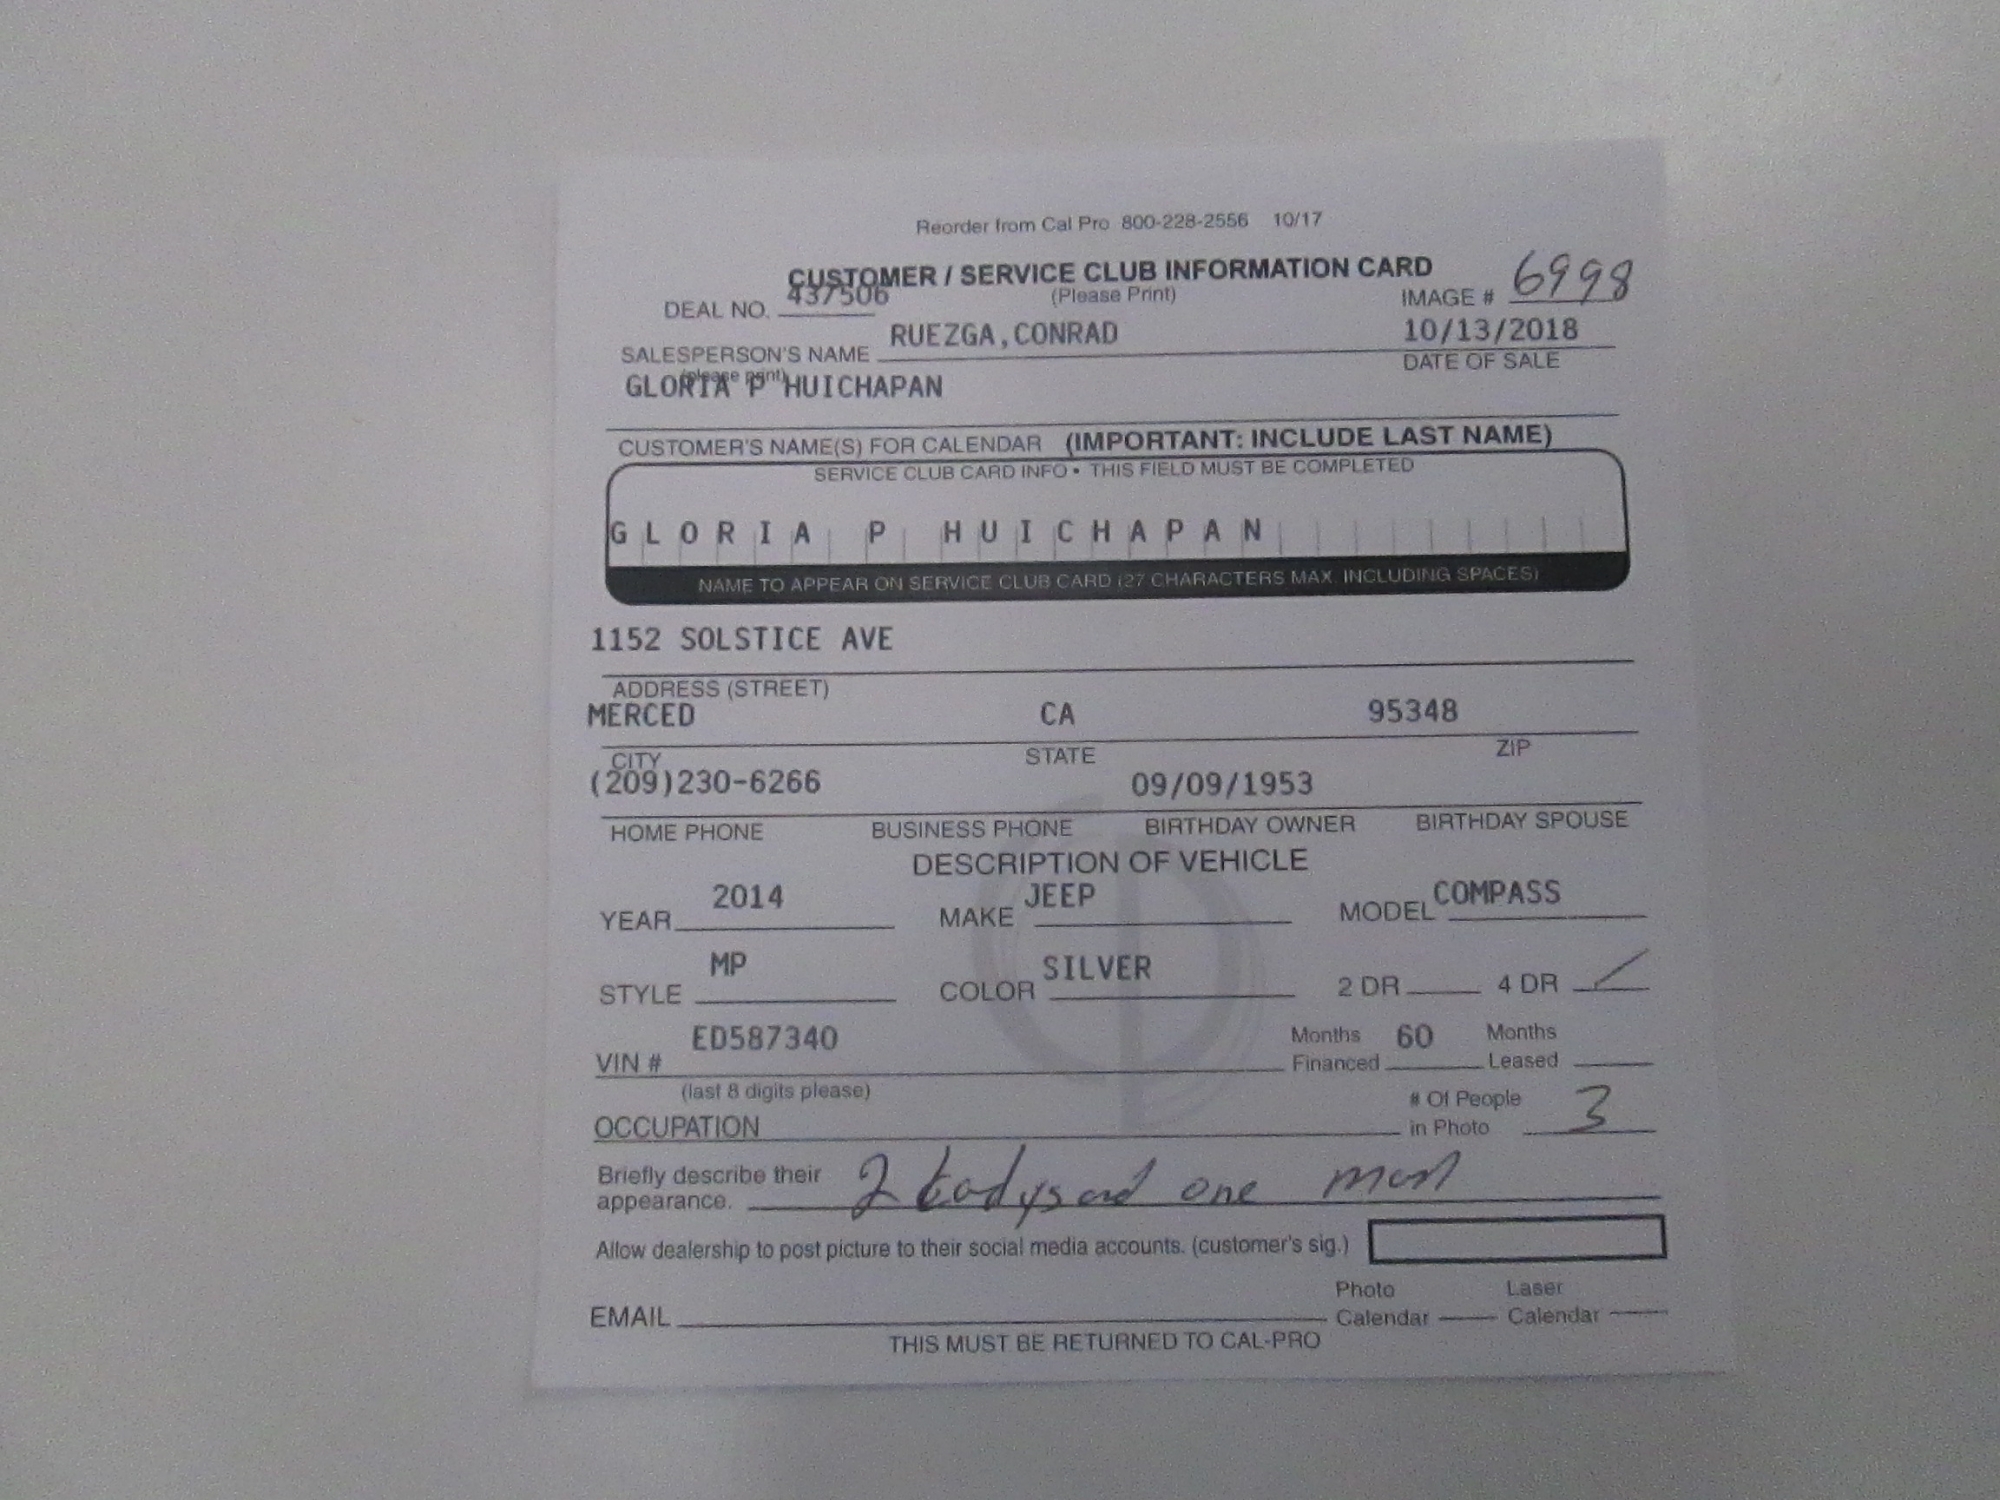 Reorder from Cal Pro 800-228-2556 10/17
CUSTOMER / SERVICE CLUB INFORMATION CARD
(Please Print)
DEAL NO. 437506
IMAGE # 6998
SALESPERSON'S NAME RUEZGA,CONRAD
(please print)
10/13/2018
DATE OF SALE
GLORIA P HUICHAPAN
CUSTOMER'S NAME(S) FOR CALENDAR (IMPORTANT: INCLUDE LAST NAME)
SERVICE CLUB CARD INFO • THIS FIELD MUST BE COMPLETED
GLORIA P HUICHAPAN
NAME TO APPEAR ON SERVICE CLUB CARD (27 CHARACTERS MAX. INCLUDING SPACES)
1152 SOLSTICE AVE
ADDRESS (STREET)
MERCED CA 95348
CITY STATE ZIP
(209)230-6266 09/09/1953
HOME PHONE BUSINESS PHONE BIRTHDAY OWNER BIRTHDAY SPOUSE
DESCRIPTION OF VEHICLE
YEAR 2014 MAKE JEEP MODEL COMPASS
STYLE MP COLOR SILVER 2 DR 4 DR
VIN # ED587340 Months Financed 60 Months Leased
(last 8 digits please)
OCCUPATION # Of People in Photo 3
Briefly describe their appearance. 2 and one man
Allow dealership to post picture to their social media accounts. (customer's sig.)
EMAIL Photo Calendar Laser Calendar
THIS MUST BE RETURNED TO CAL-PRO